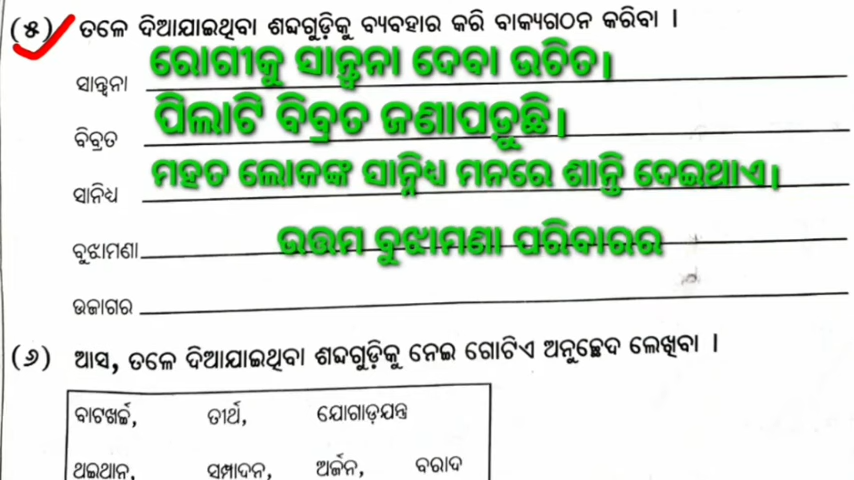 (୫) ତଳେ ଦିଆଯାଇଥିବା ଶବ୍ଦଗୁଡ଼ିକୁ ବ୍ୟବହାର କରି ବାକ୍ୟଗଠନ କରିବା ।
ସାନ୍ତ୍ୱନା ରୋଗୀକୁ ସାନ୍ତ୍ୱନା ଦେବା ଉଚିତ।
ବିବ୍ରତ ପିଲାଟି ବିବ୍ରତ ଜଣାପଡୁଛି।
ସାନିଧ୍ୟ ମହତ ଲୋକଙ୍କ ସାନ୍ନିଧ୍ୟ ମନରେ ଶାନ୍ତି ଦେଇଥାଏ।
ବୁଝାମଣା ଉତ୍ତମ ବୁଝାମଣା ପରିବାରର
ଉଜାଗର
(୬) ଆସ, ତଳେ ଦିଆଯାଇଥିବା ଶବ୍ଦଗୁଡ଼ିକୁ ନେଇ ଗୋଟିଏ ଅନୁଚ୍ଛେଦ ଲେଖିବା ।
ବାଟଖର୍ଚ୍ଚ, ତୀର୍ଥ, ଯୋଗାଡ଼ଯନ୍ତ୍ର
ଥଇଥାନ, ସମ୍ପାଦନ, ଅର୍ଜନ, ବରାଦ